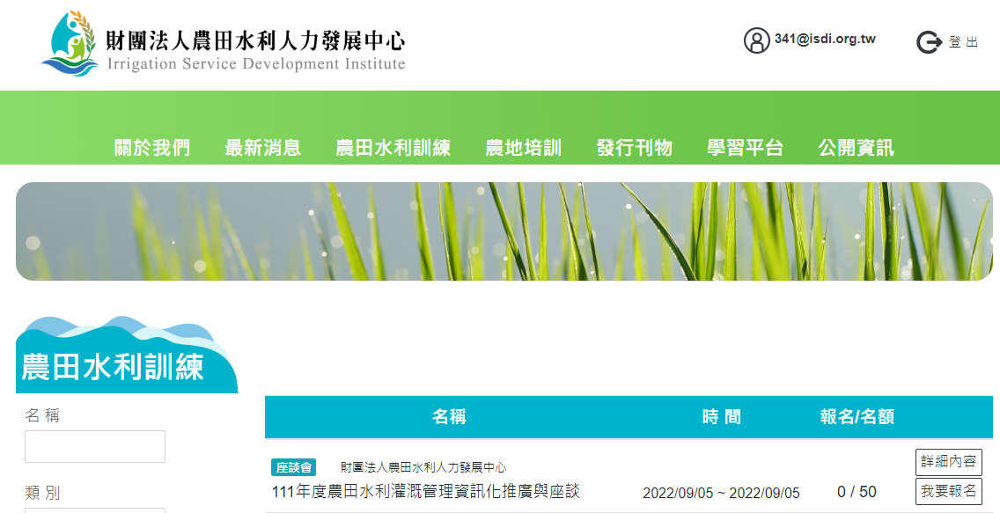 財團法人農田水利人力發展中心
Irrigation Service Development Institute
341@isdi.org.tw
登 出
關於我們 最新消息 農田水利訓練 農地培訓 發行刊物 學習平台 公開資訊
農田水利訓練
名 稱
類 別
名稱 時 間 報名/名額
座談會 財團法人農田水利人力發展中心
111年度農田水利灌溉管理資訊化推廣與座談 2022/09/05 ~ 2022/09/05 0 / 50
詳細內容
我要報名